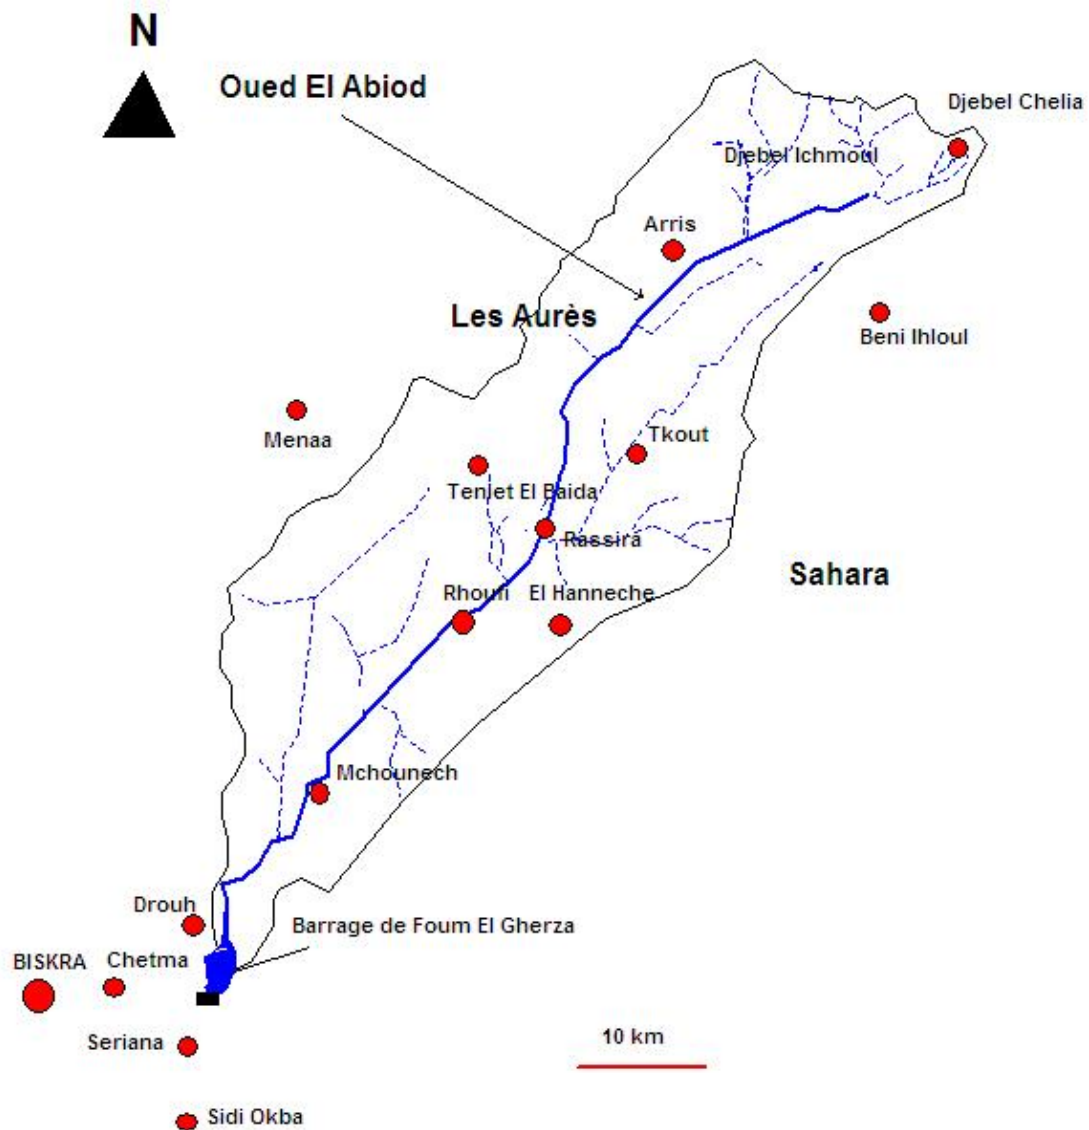 N
Oued El Abiod
Djebel Chelia
Djebel Ichmoul
Arris
Les Aurès
Beni Ihloul
Menaa
Tkout
Teniet El Baida
Rassira
Sahara
Rhoufi
El Hanneche
Mchounech
Drouh
Barrage de Foum El Gherza
BISKRA
Chetma
10 km
Seriana
Sidi Okba